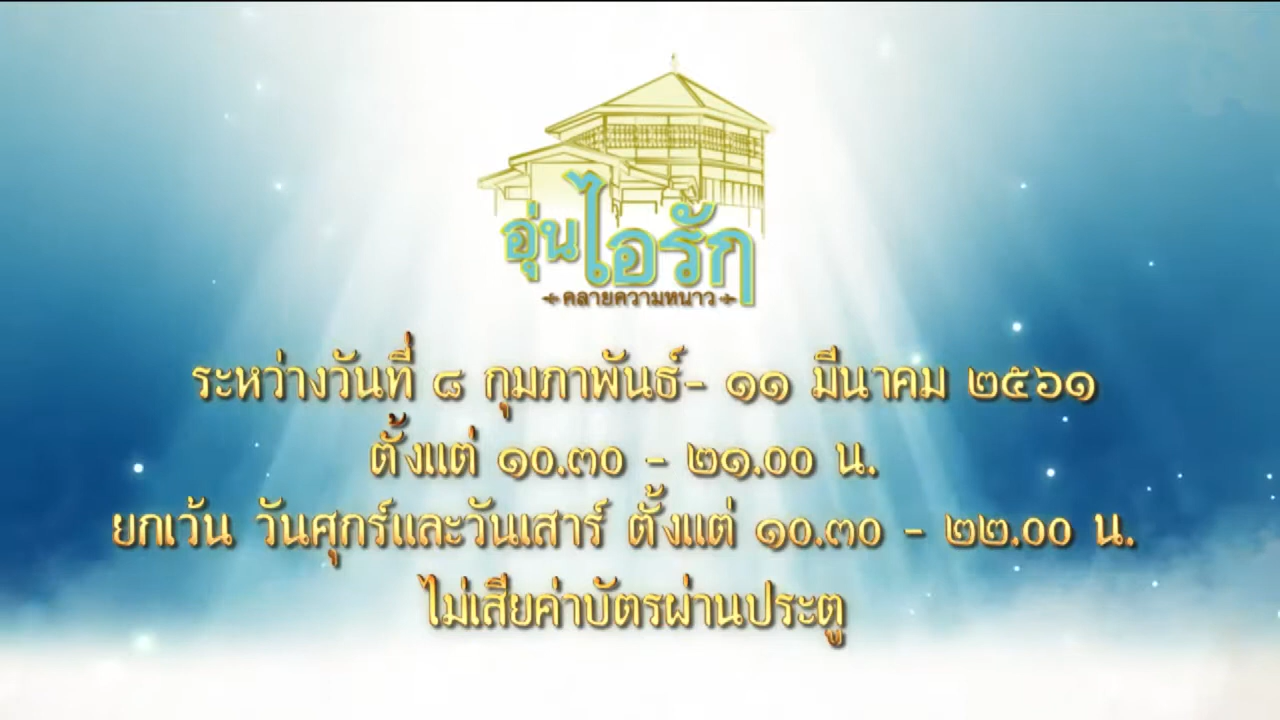 อุ่นไอรัก
คลายความหนาว
ระหว่างวันที่ ๘ กุมภาพันธ์- ๑๑ มีนาคม ๒๕๖๑
ตั้งแต่ ๑๐.๓๐ - ๒๑.๐๐ น.
ยกเว้น วันศุกร์และวันเสาร์ ตั้งแต่ ๑๐.๓๐ - ๒๒.๐๐ น.
ไม่เสียค่าบัตรผ่านประตู